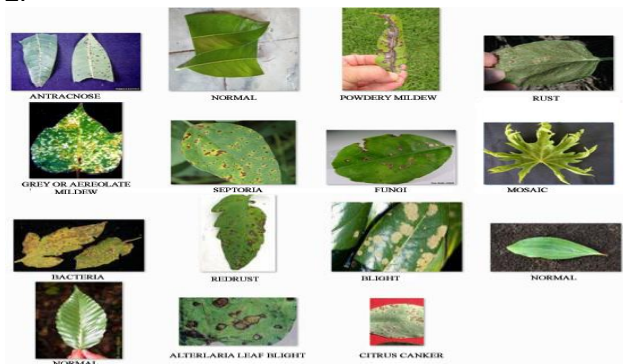 2.
ANTRACNOSE
NORMAL
POWDERY MILDEW
RUST
GREY OR AEREOLATE
MILDEW
SEPTORIA
FUNGI
MOSAIC
BACTERIA
REDRUST
BLIGHT
NORMAL
NORMAL
ALTERLARIA LEAF BLIGHT
CITRUS CANKER